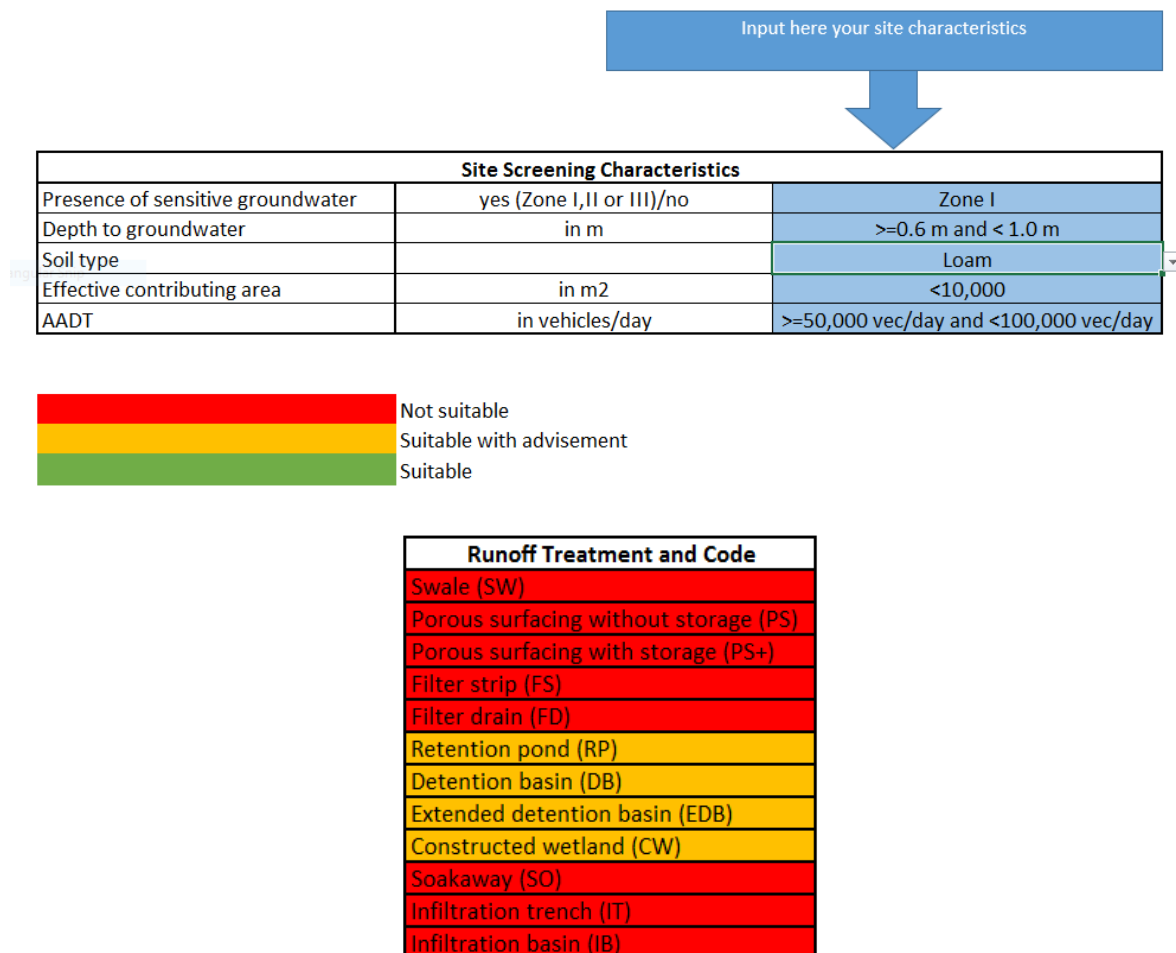 Input here your site characteristics
Site Screening Characteristics
Presence of sensitive groundwater yes (Zone I,II or III)/no Zone I
Depth to groundwater in m >=0.6 m and < 1.0 m
Soil type Loam
Effective contributing area in m2 <10,000
AADT in vehicles/day >=50,000 vec/day and <100,000 vec/day
Not suitable
Suitable with advisement
Suitable
Runoff Treatment and Code
Swale (SW)
Porous surfacing without storage (PS)
Porous surfacing with storage (PS+)
Filter strip (FS)
Filter drain (FD)
Retention pond (RP)
Detention basin (DB)
Extended detention basin (EDB)
Constructed wetland (CW)
Soakaway (SO)
Infiltration trench (IT)
Infiltration basin (IB)